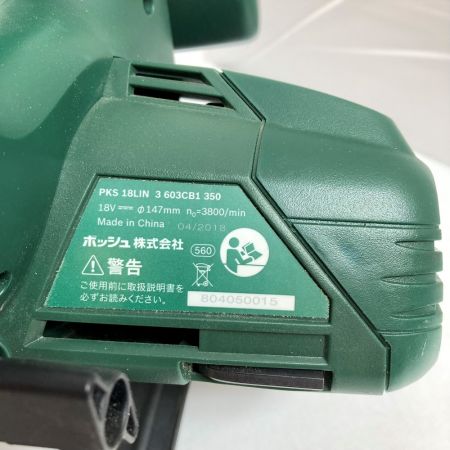 PKS 18LIN 3 603CB1 350
18V ⎓ φ147mm n₀=3800/min
Made in China 04/2018
ボッシュ株式会社 560
⚠警告
ご使用前に取扱説明書を
必ずお読みください。
804050015